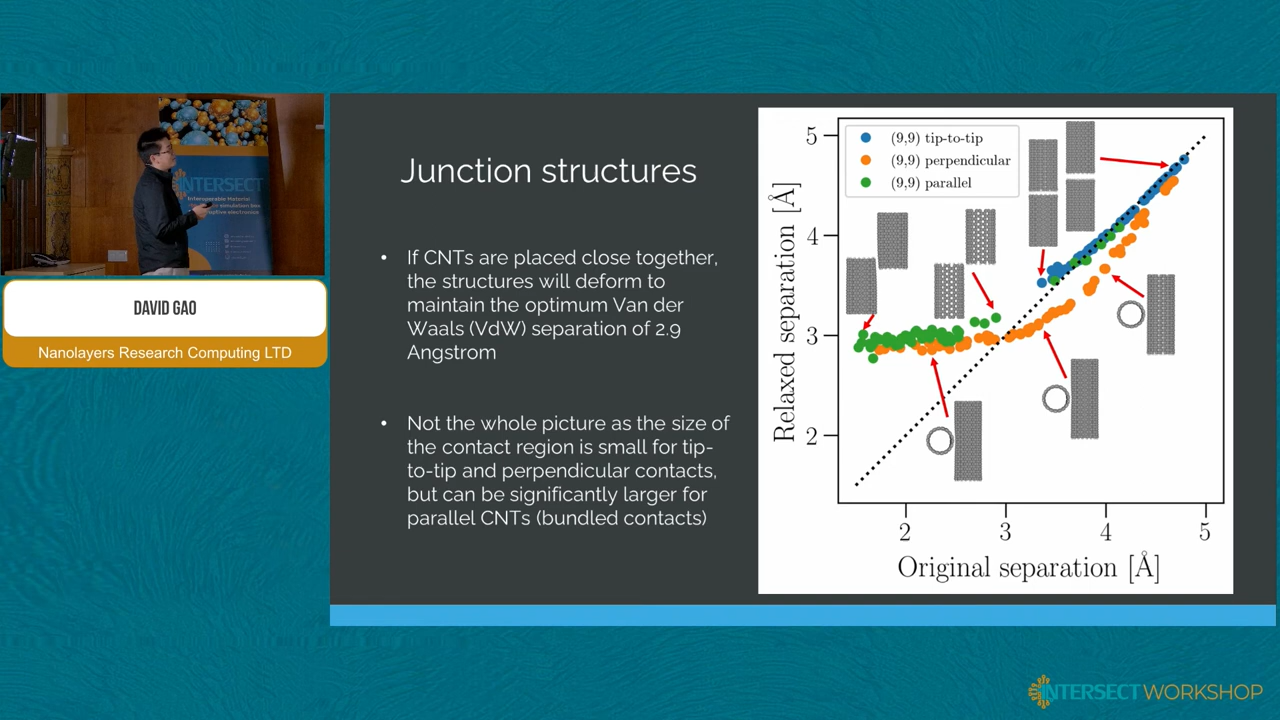 INTERSECT
Interoperable Material
DAVID GAO
Nanolayers Research Computing LTD
Junction structures
• If CNTs are placed close together,
the structures will deform to
maintain the optimum Van der
Waals (VdW) separation of 2.9
Angstrom
• Not the whole picture as the size of
the contact region is small for tip-
to-tip and perpendicular contacts,
but can be significantly larger for
parallel CNTs (bundled contacts)
(9,9) tip-to-tip
(9,9) perpendicular
(9,9) parallel
Relaxed separation [Å]
5
4
3
2
2 3 4 5
Original separation [Å]
INTERSECT WORKSHOP